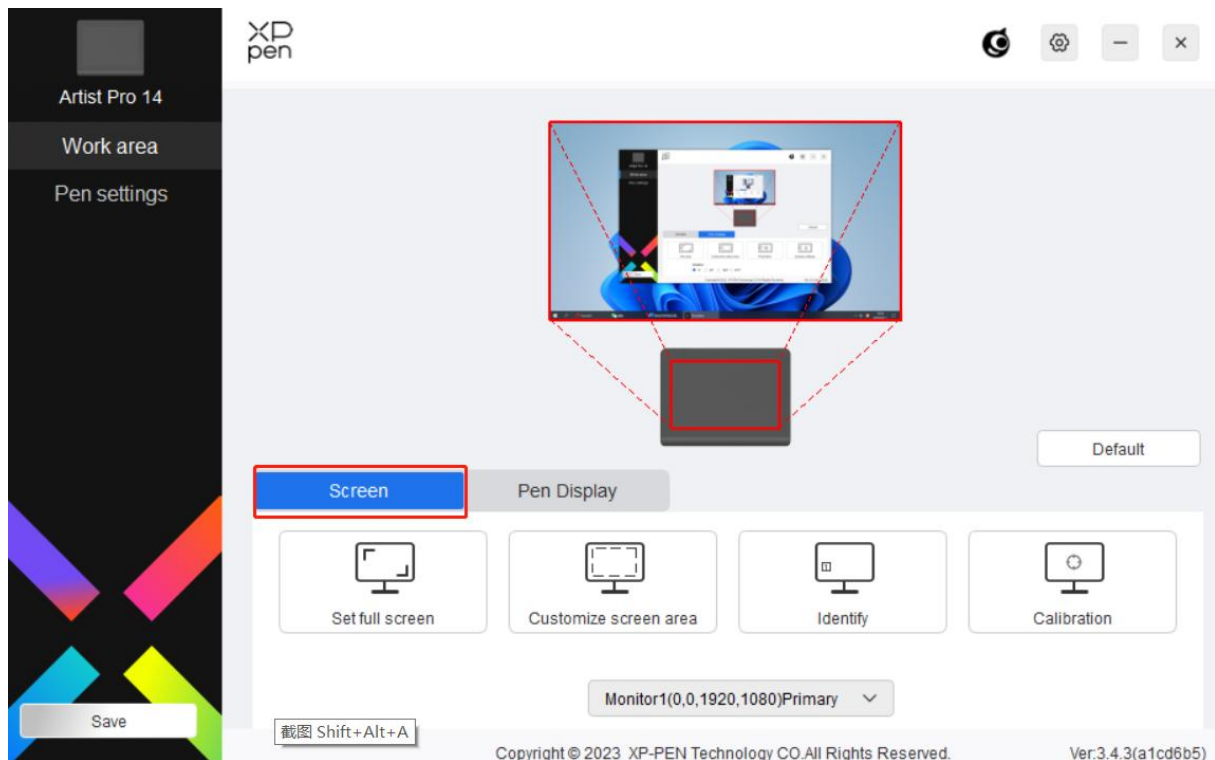 XP
pen
Artist Pro 14
Work area
Pen settings
Default
Screen
Pen Display
Set full screen
Customize screen area
1
Identify
Calibration
Monitor1(0,0,1920,1080)Primary
Save
截图 Shift+Alt+A
Copyright © 2023 XP-PEN Technology CO.All Rights Reserved.
Ver:3.4.3(a1cd6b5)